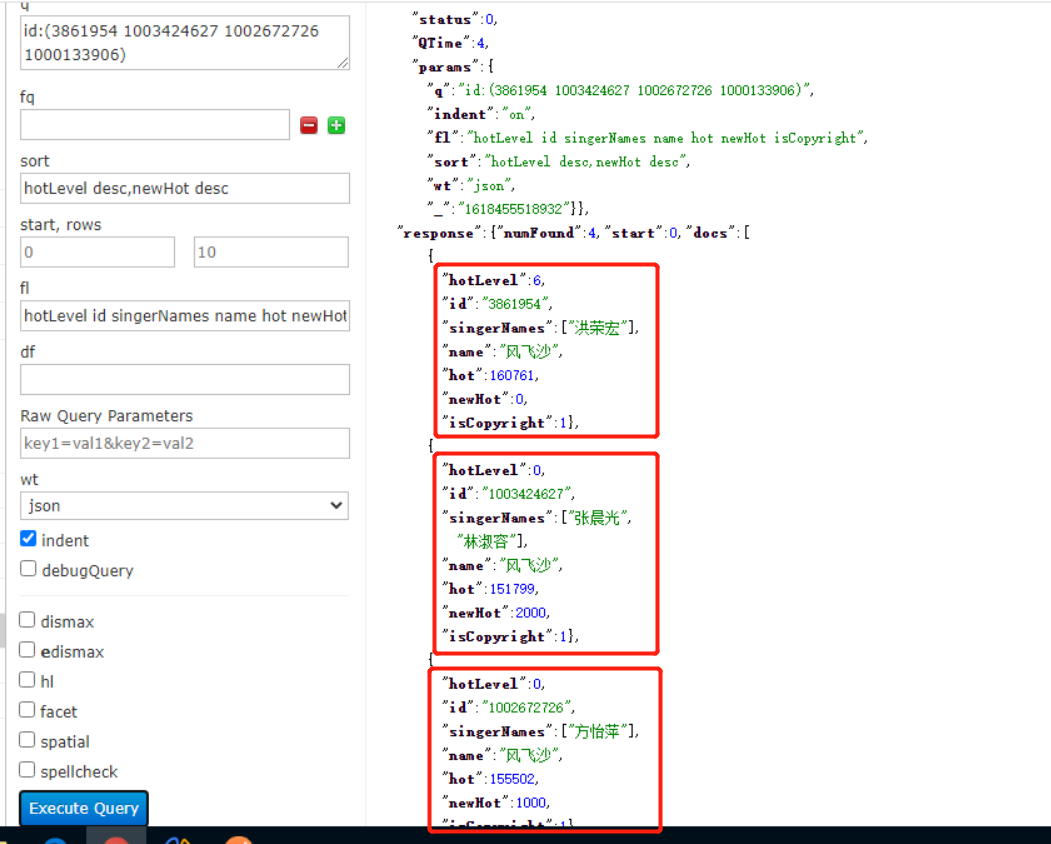 q
id:(3861954 1003424627 1002672726
1000133906)
fq
sort
hotLevel desc,newHot desc
start, rows
0
10
fl
hotLevel id singerNames name hot newHot
df
Raw Query Parameters
key1=val1&key2=val2
wt
json
indent
debugQuery
dismax
edismax
hl
facet
spatial
spellcheck
Execute Query
"status":0,
"QTime":4,
"params":{
"q":"id:(3861954 1003424627 1002672726 1000133906)",
"indent":"on",
"fl":"hotLevel id singerNames name hot newHot isCopyright",
"sort":"hotLevel desc,newHot desc",
"wt":"json",
"_":"1618455518932"}},
"response":{"numFound":4,"start":0,"docs":[
{
"hotLevel":6,
"id":"3861954",
"singerNames":["洪荣宏"],
"name":"风飞沙",
"hot":160761,
"newHot":0,
"isCopyright":1},
{
"hotLevel":0,
"id":"1003424627",
"singerNames":["张晨光",
"林淑容"],
"name":"风飞沙",
"hot":151799,
"newHot":2000,
"isCopyright":1},
{
"hotLevel":0,
"id":"1002672726",
"singerNames":["方怡萍"],
"name":"风飞沙",
"hot":155502,
"newHot":1000,
"isCopyright":1}